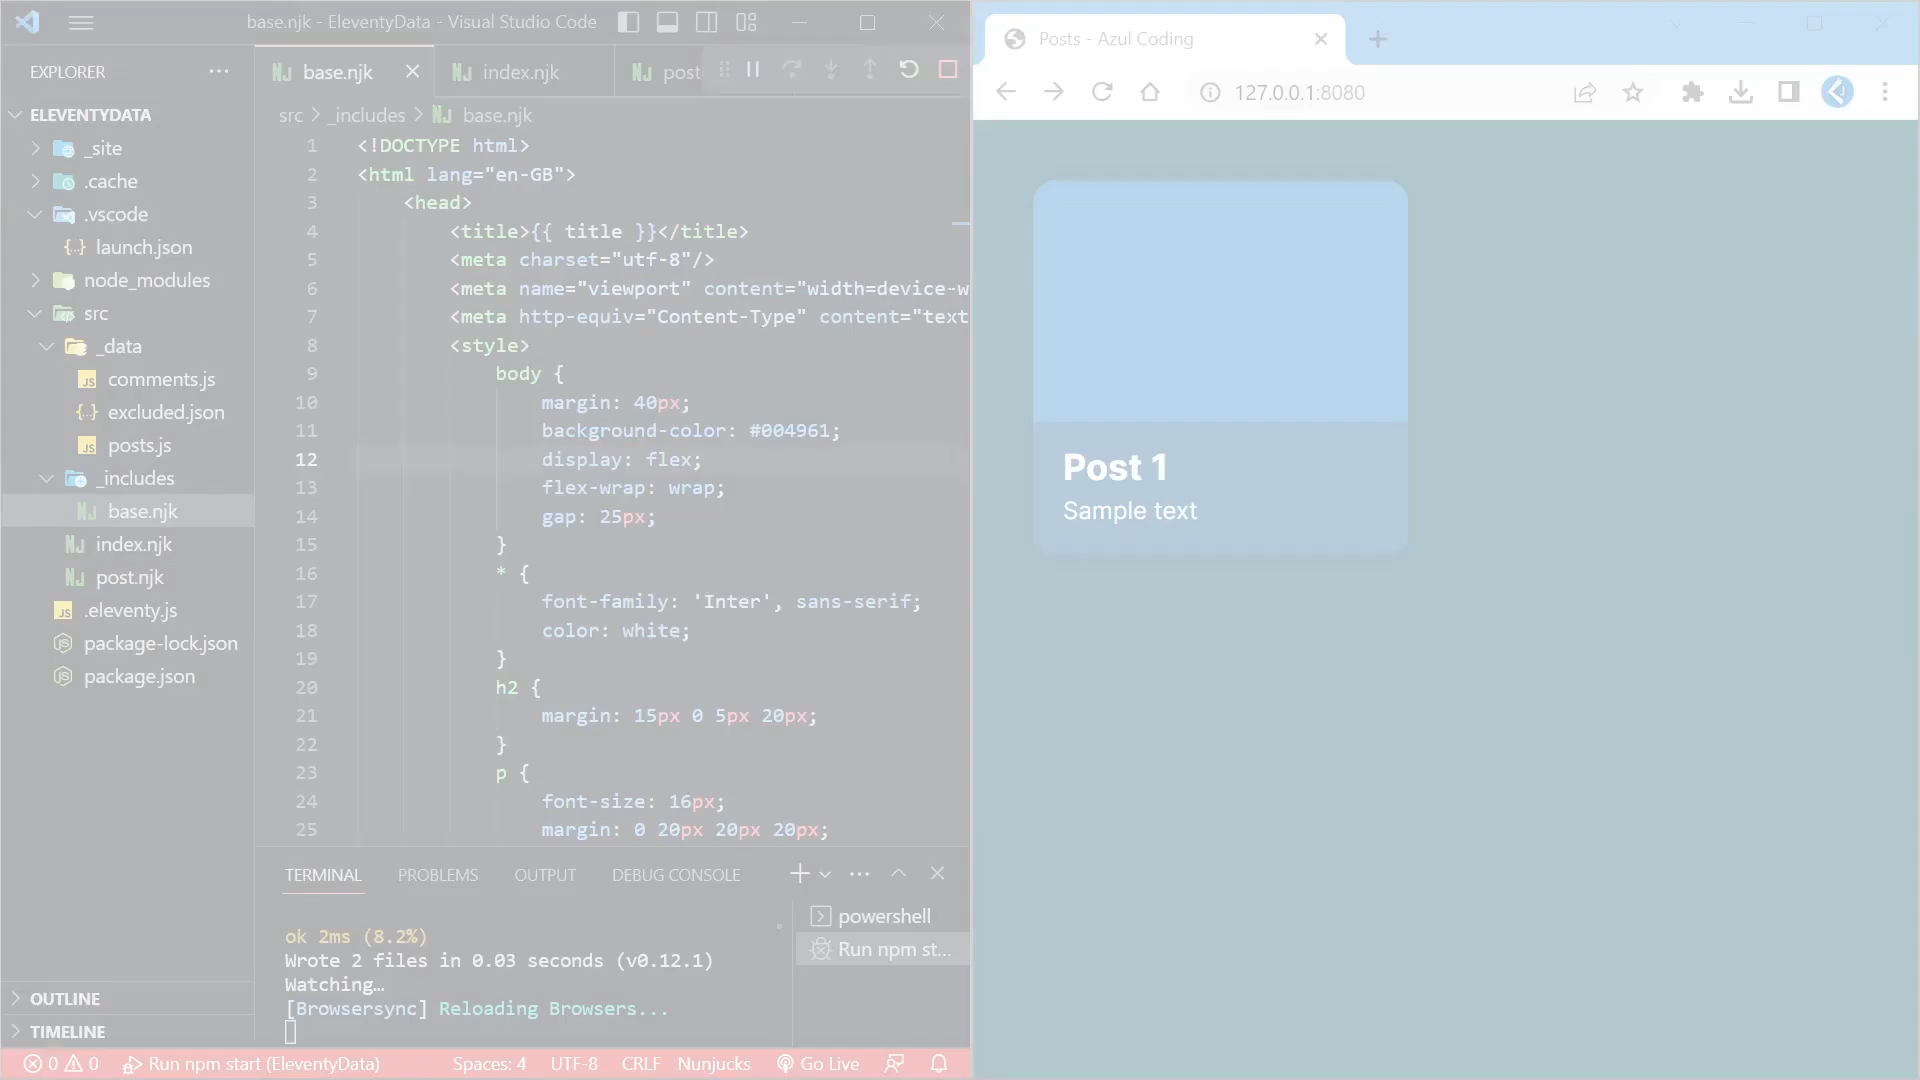 base.njk - EleventyData - Visual Studio Code
EXPLORER
ELEVENTYDATA
_site
.cache
.vscode
{..} launch.json
node_modules
src
_data
JS comments.js
{..} excluded.json
JS posts.js
_includes
base.njk
index.njk
post.njk
JS .eleventy.js
package-lock.json
package.json
OUTLINE
TIMELINE
base.njk
index.njk
post
src > _includes > base.njk
1 <!DOCTYPE html>
2 <html lang="en-GB">
3 <head>
4 <title>{{ title }}</title>
5 <meta charset="utf-8"/>
6 <meta name="viewport" content="width=device-w
7 <meta http-equiv="Content-Type" content="text
8 <style>
9 body {
10 margin: 40px;
11 background-color: #004961;
12 display: flex;
13 flex-wrap: wrap;
14 gap: 25px;
15 }
16 * {
17 font-family: 'Inter', sans-serif;
18 color: white;
19 }
20 h2 {
21 margin: 15px 0 5px 20px;
22 }
23 p {
24 font-size: 16px;
25 margin: 0 20px 20px 20px;
TERMINAL PROBLEMS OUTPUT DEBUG CONSOLE
ok 2ms (8.2%)
Wrote 2 files in 0.03 seconds (v0.12.1)
Watching…
[Browsersync] Reloading Browsers...
powershell
Run npm st...
0 0 Run npm start (EleventyData) Spaces: 4 UTF-8 CRLF Nunjucks Go Live
Posts - Azul Coding
127.0.0.1:8080
Post 1
Sample text